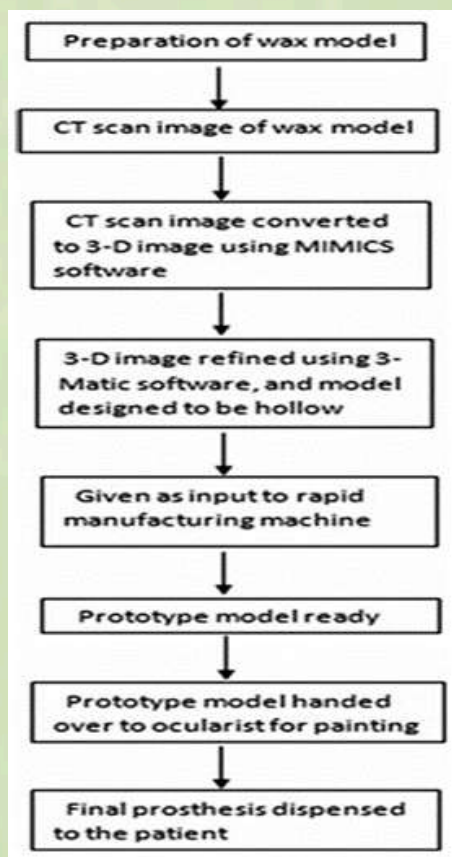 Preparation of wax model
CT scan image of wax model
CT scan image converted
to 3-D image using MIMICS
software
3-D image refined using 3-
Matic software, and model
designed to be hollow
Given as input to rapid
manufacturing machine
Prototype model ready
Prototype model handed
over to ocularist for painting
Final prosthesis dispensed
to the patient